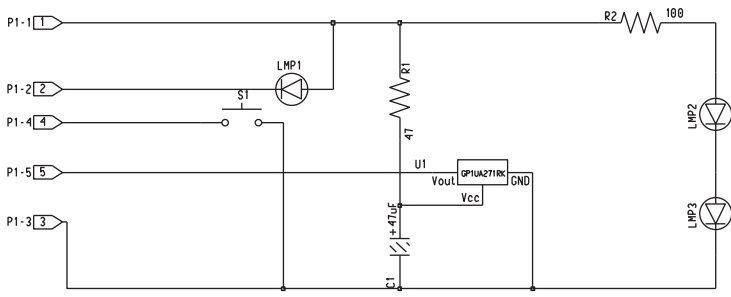 P1-1 1
R2 100
LMP1
R1
P1-2 2
S1
LMP2
P1-4 4
47
U1
GP1UA271RK
P1-5 5
Vout GND
Vcc
LMP3
+47uF
P1-3 3
C1